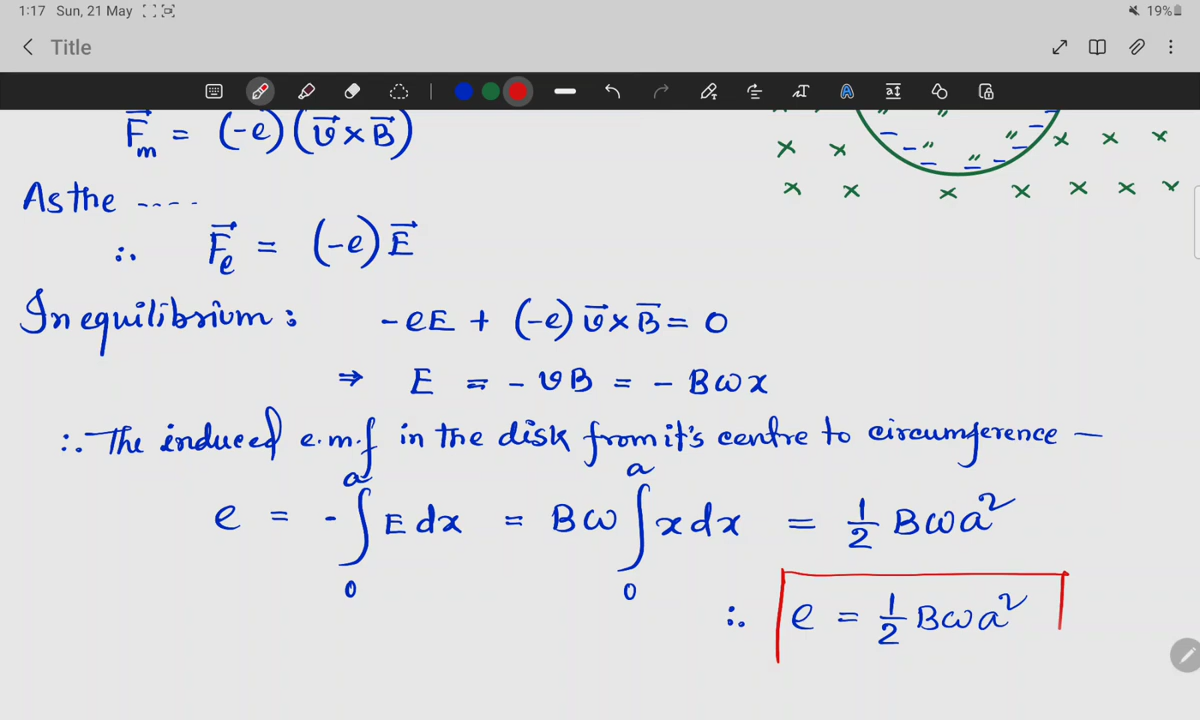 1:17 Sun, 21 May 19%
Title
F⃗m = (-e)(v⃗ × B⃗)
As the ----
∴ F⃗e = (-e) E⃗
In equilibrium : -eE + (-e) v⃗ × B⃗ = 0
⇒ E = - vB = - Bωx
∴ The induced e.m.f in the disk from it's centre to circumference –
e = - ∫₀ᵃ E dx = Bω ∫₀ᵃ x dx = 1/2 Bωa²
∴ e = 1/2 Bωa²